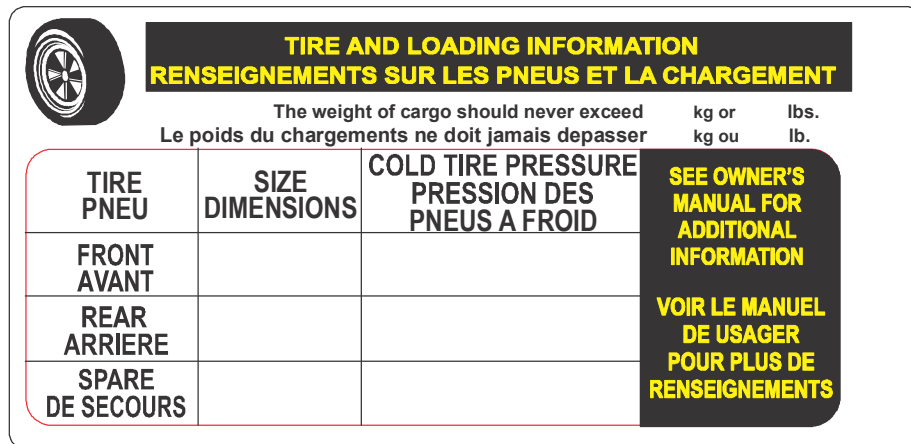 TIRE AND LOADING INFORMATION
RENSEIGNEMENTS SUR LES PNEUS ET LA CHARGEMENT
The weight of cargo should never exceed kg or lbs.
Le poids du chargements ne doit jamais depasser kg ou lb.
TIRE
PNEU
SIZE
DIMENSIONS
COLD TIRE PRESSURE
PRESSION DES
PNEUS A FROID
FRONT
AVANT
REAR
ARRIERE
SPARE
DE SECOURS
SEE OWNER'S
MANUAL FOR
ADDITIONAL
INFORMATION
VOIR LE MANUEL
DE USAGER
POUR PLUS DE
RENSEIGNEMENTS